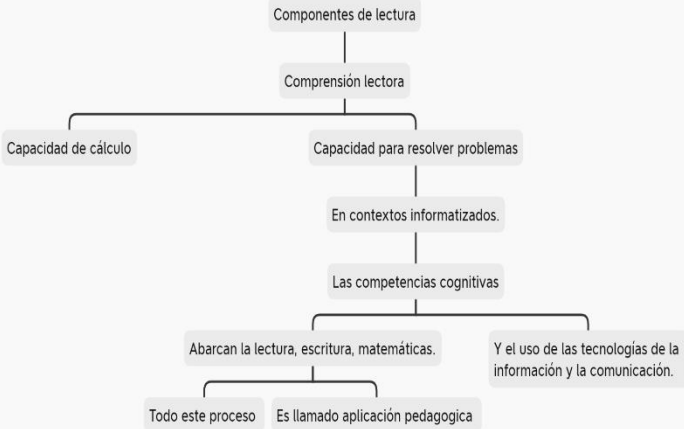 Componentes de lectura
Comprensión lectora
Capacidad de cálculo
Capacidad para resolver problemas
En contextos informatizados.
Las competencias cognitivas
Abarcan la lectura, escritura, matemáticas.
Y el uso de las tecnologías de la
información y la comunicación.
Todo este proceso
Es llamado aplicación pedagogica